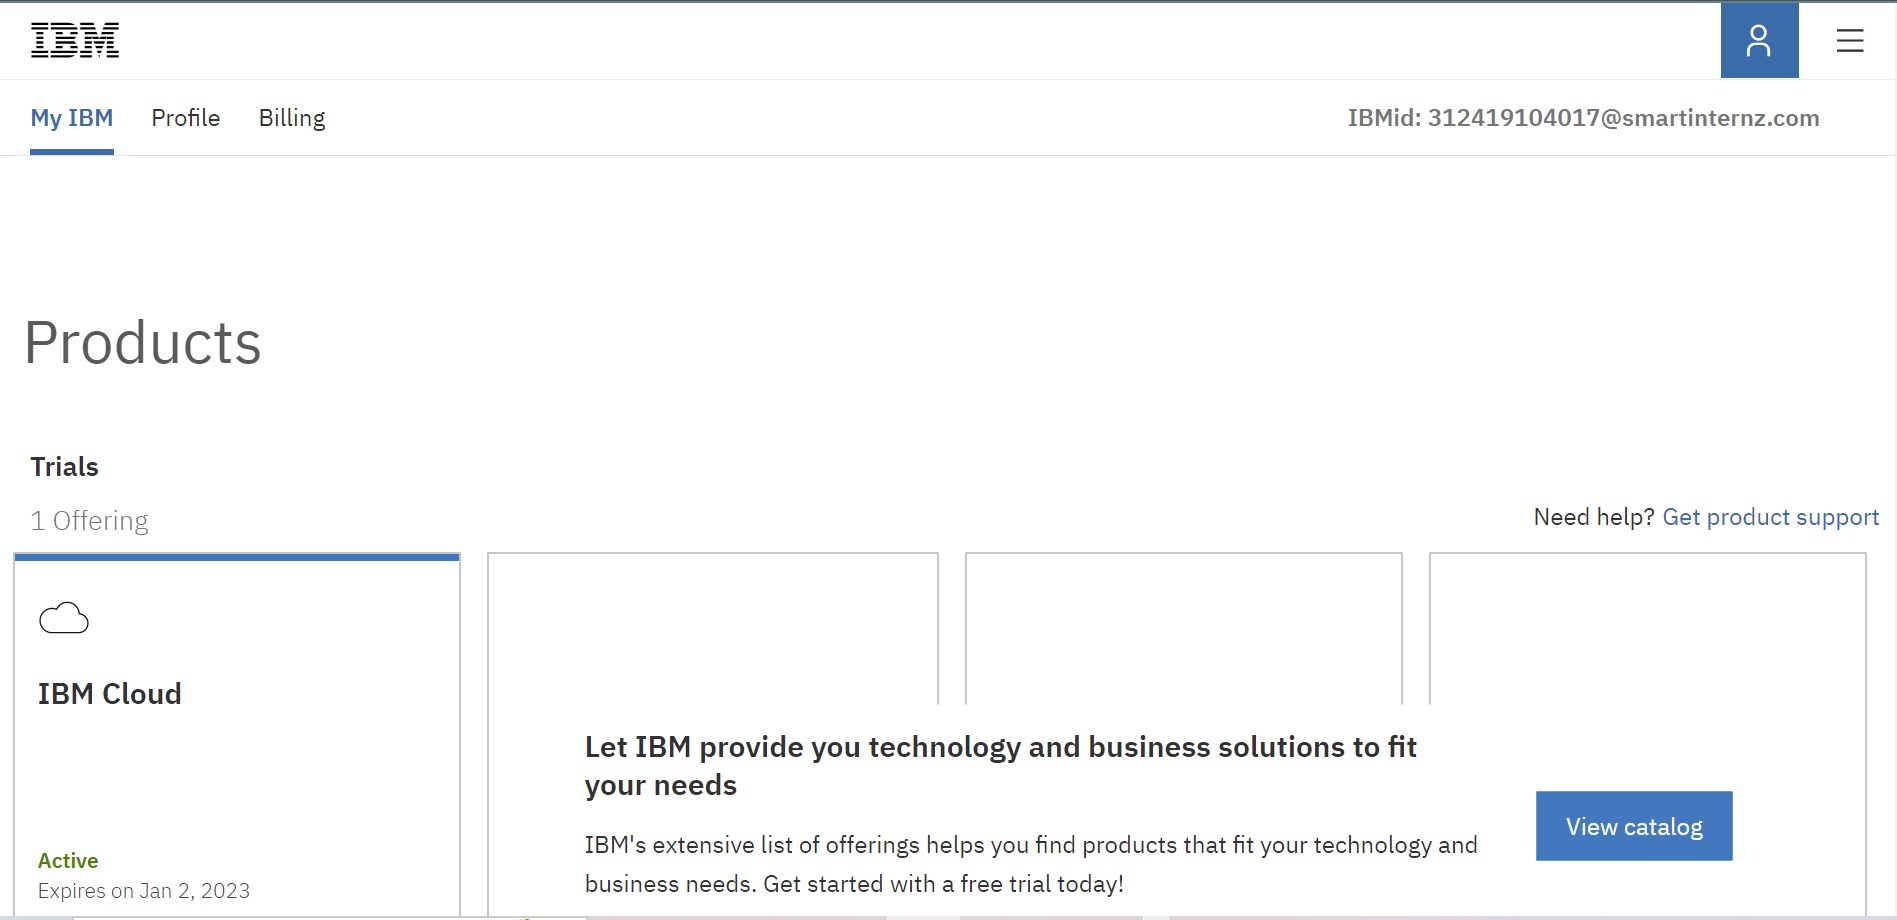 IBM
My IBM Profile Billing IBMid: 312419104017@smartinternz.com
Products
Trials
1 Offering
Need help? Get product support
IBM Cloud
Active
Expires on Jan 2, 2023
Let IBM provide you technology and business solutions to fit
your needs
IBM's extensive list of offerings helps you find products that fit your technology and
business needs. Get started with a free trial today!
View catalog